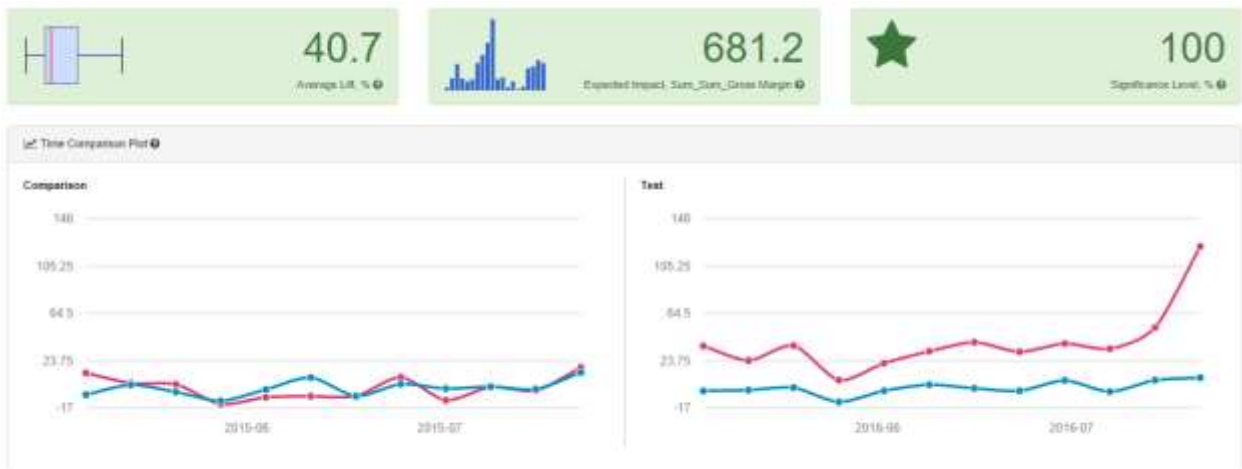 40.7
Average Lift, %
681.2
Expected Impact, Sum_Sum_Gross Margin
100
Significance Level, %
Time Comparison Plot
Comparison
146
105.25
64.5
23.75
-17
2015-06
2015-07
Test
146
105.25
64.5
23.75
-17
2016-06
2016-07